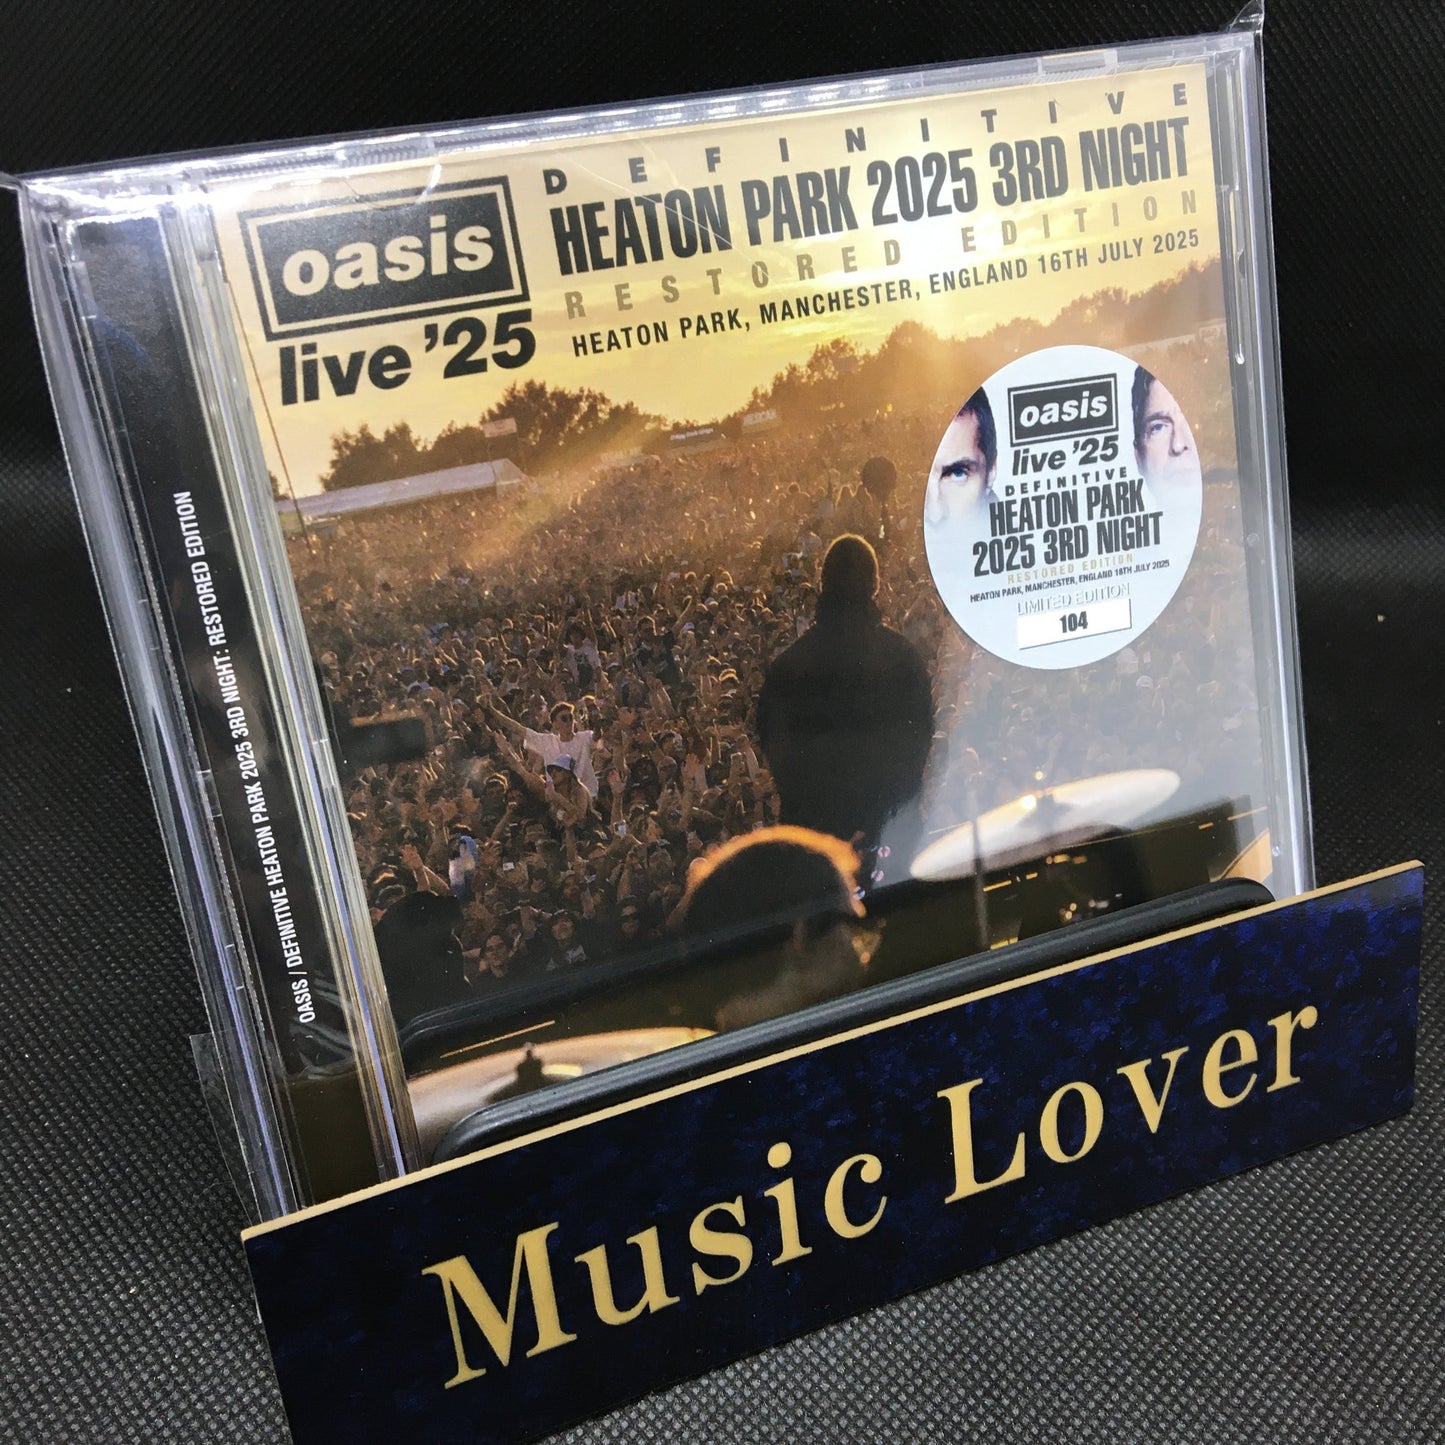 DEFINITIVE
HEATON PARK 2025 3RD NIGHT
RESTORED EDITION
HEATON PARK, MANCHESTER, ENGLAND 16TH JULY 2025
oasis
live '25
oasis
live '25
DEFINITIVE
HEATON PARK
2025 3RD NIGHT
RESTORED EDITION
HEATON PARK, MANCHESTER, ENGLAND 16TH JULY 2025
LIMITED EDITION
104
OASIS / DEFINITIVE HEATON PARK 2025 3RD NIGHT: RESTORED EDITION
Music Lover